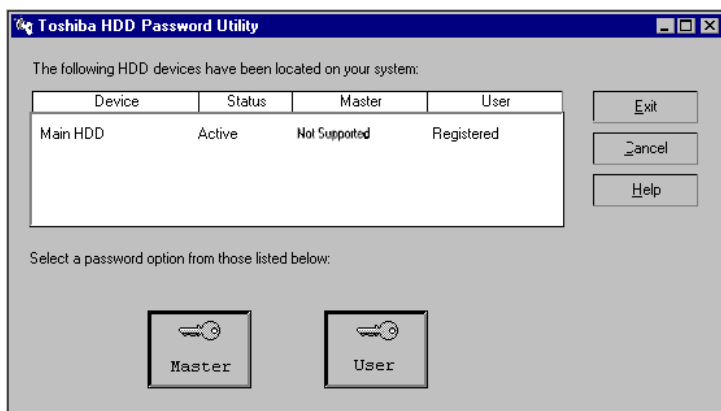 Toshiba HDD Password Utility
The following HDD devices have been located on your system:
Device Status Master User
Main HDD Active Not Supported Registered
Exit
Cancel
Help
Select a password option from those listed below:
Master User